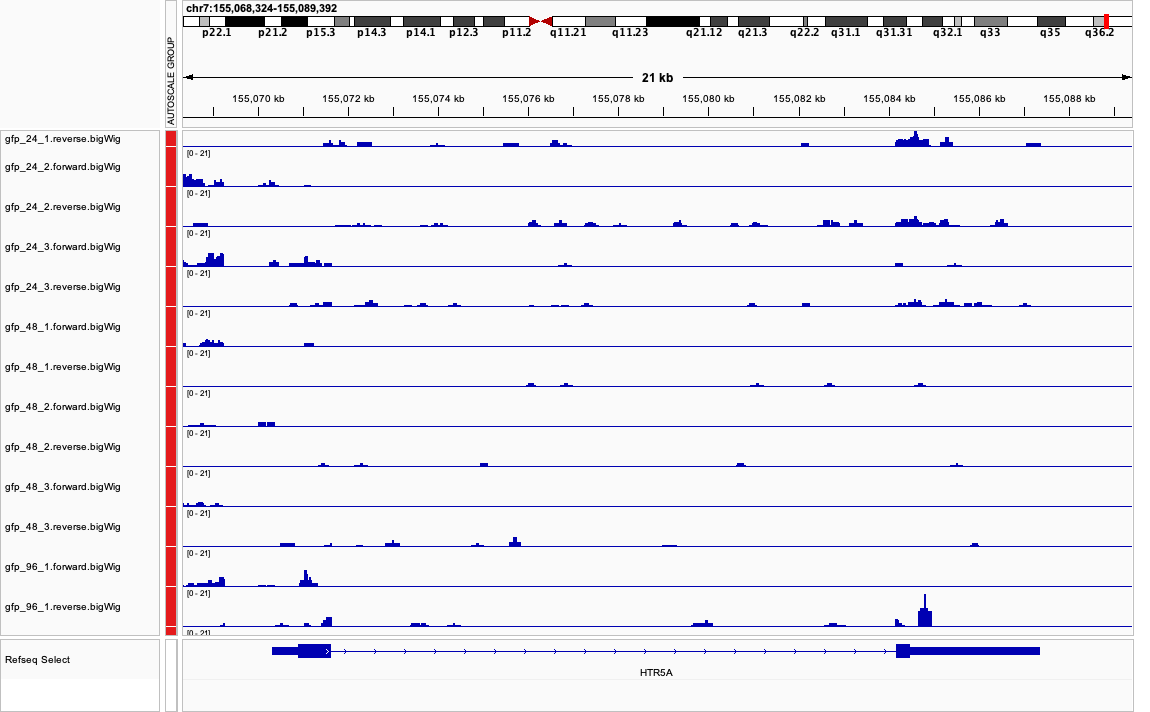 chr7:155,068,324-155,089,392
p22.1 p21.2 p15.3 p14.3 p14.1 p12.3 p11.2 q11.21 q11.23 q21.12 q21.3 q22.2 q31.1 q31.31 q32.1 q33 q35 q36.2
AUTOSCALE GROUP
21 kb
155,070 kb 155,072 kb 155,074 kb 155,076 kb 155,078 kb 155,080 kb 155,082 kb 155,084 kb 155,086 kb 155,088 kb
gfp_24_1.reverse.bigWig
[0 - 21]
gfp_24_2.forward.bigWig
[0 - 21]
gfp_24_2.reverse.bigWig
[0 - 21]
gfp_24_3.forward.bigWig
[0 - 21]
gfp_24_3.reverse.bigWig
[0 - 21]
gfp_48_1.forward.bigWig
[0 - 21]
gfp_48_1.reverse.bigWig
[0 - 21]
gfp_48_2.forward.bigWig
[0 - 21]
gfp_48_2.reverse.bigWig
[0 - 21]
gfp_48_3.forward.bigWig
[0 - 21]
gfp_48_3.reverse.bigWig
[0 - 21]
gfp_96_1.forward.bigWig
[0 - 21]
gfp_96_1.reverse.bigWig
[0 - 21]
Refseq Select
HTR5A